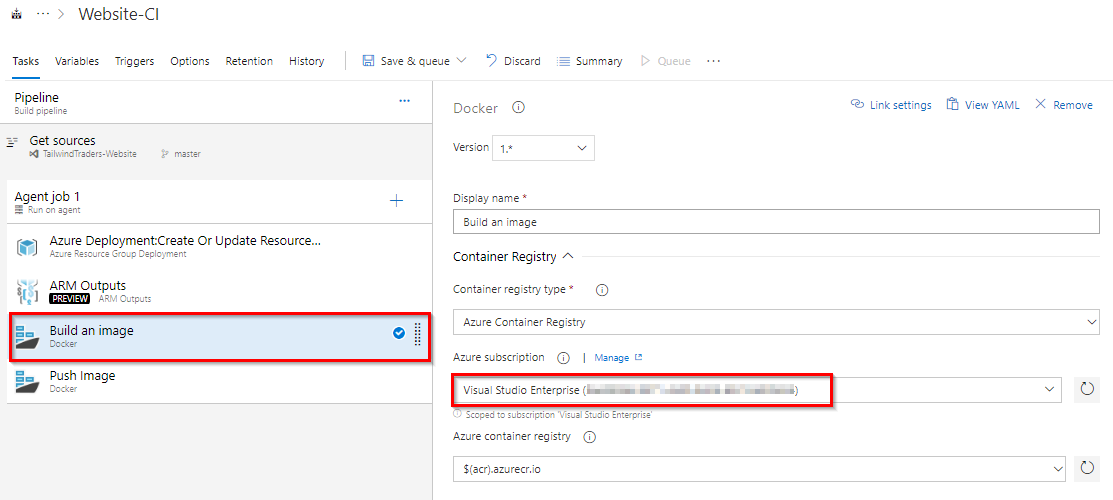 ··· > Website-CI
Tasks Variables Triggers Options Retention History Save & queue Discard Summary Queue ···
Pipeline ···
Build pipeline
Get sources
TailwindTraders-Website master
Agent job 1 +
Run on agent
Azure Deployment:Create Or Update Resource...
Azure Resource Group Deployment
ARM Outputs
PREVIEW ARM Outputs
Build an image
Docker
Push Image
Docker
Docker Link settings View YAML Remove
Version 1.*
Display name *
Build an image
Container Registry
Container registry type *
Azure Container Registry
Azure subscription | Manage
Visual Studio Enterprise ( )
Scoped to subscription 'Visual Studio Enterprise'
Azure container registry
$(acr).azurecr.io